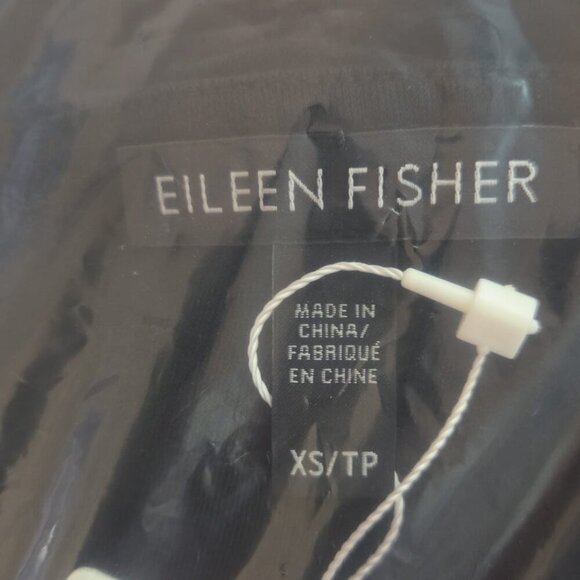 EILEEN FISHER
MADE IN
CHINA/
FABRIQUÉ
EN CHINE
XS/TP